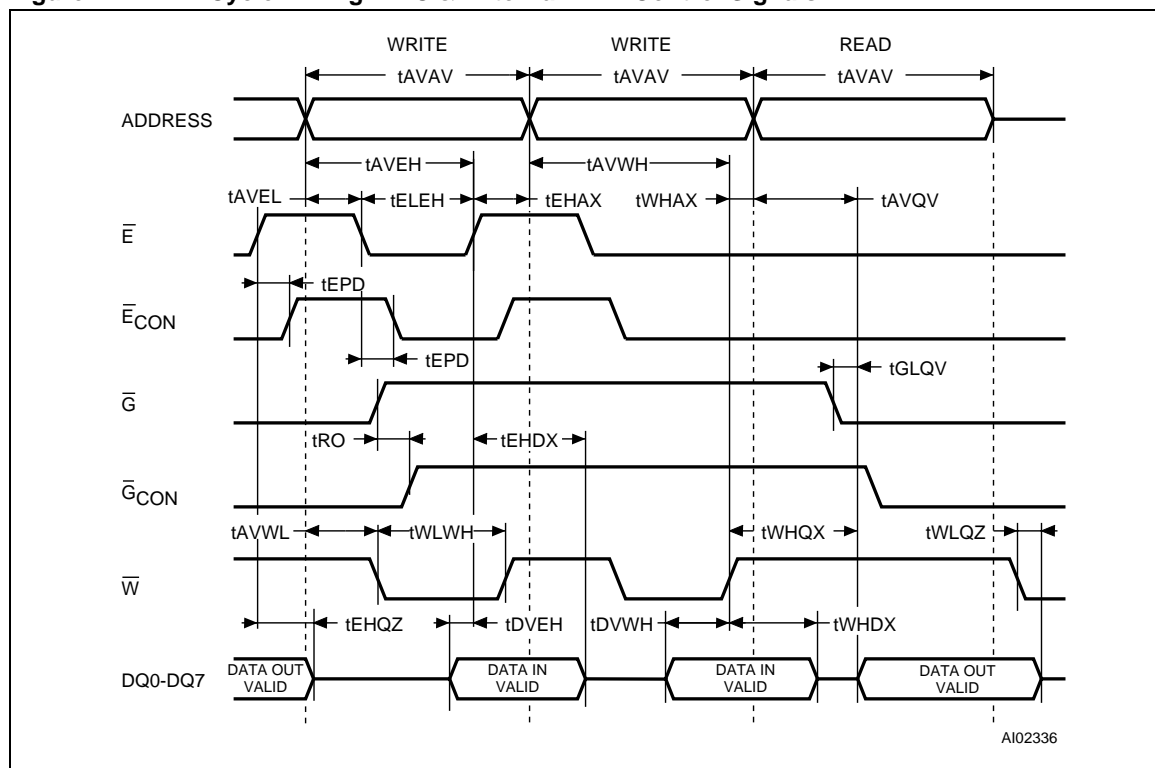 WRITE WRITE READ
tAVAV tAVAV tAVAV
ADDRESS
tAVEH tAVWH
tAVEL tELEH tEHAX tWHAX tAVQV
E
tEPD
ECON
tEPD
tGLQV
G
tRO tEHDX
GCON
tAVWL tWLWH tWHQX tWLQZ
W
tEHQZ tDVEH tDVWH tWHDX
DQ0-DQ7
DATA OUT
VALID
DATA IN
VALID
DATA IN
VALID
DATA OUT
VALID
AI02336